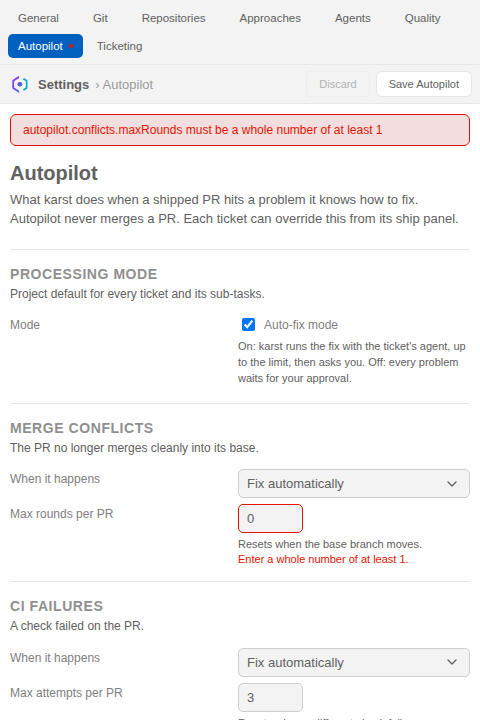 General
Git
Repositories
Approaches
Agents
Quality
Autopilot
Ticketing
Settings › Autopilot
Discard
Save Autopilot
autopilot.conflicts.maxRounds must be a whole number of at least 1
Autopilot
What karst does when a shipped PR hits a problem it knows how to fix.
Autopilot never merges a PR. Each ticket can override this from its ship panel.
PROCESSING MODE
Project default for every ticket and its sub-tasks.
Mode
Auto-fix mode
On: karst runs the fix with the ticket's agent, up
to the limit, then asks you. Off: every problem
waits for your approval.
MERGE CONFLICTS
The PR no longer merges cleanly into its base.
When it happens
Fix automatically
Max rounds per PR
0
Resets when the base branch moves.
Enter a whole number of at least 1.
CI FAILURES
A check failed on the PR.
When it happens
Fix automatically
Max attempts per PR
3